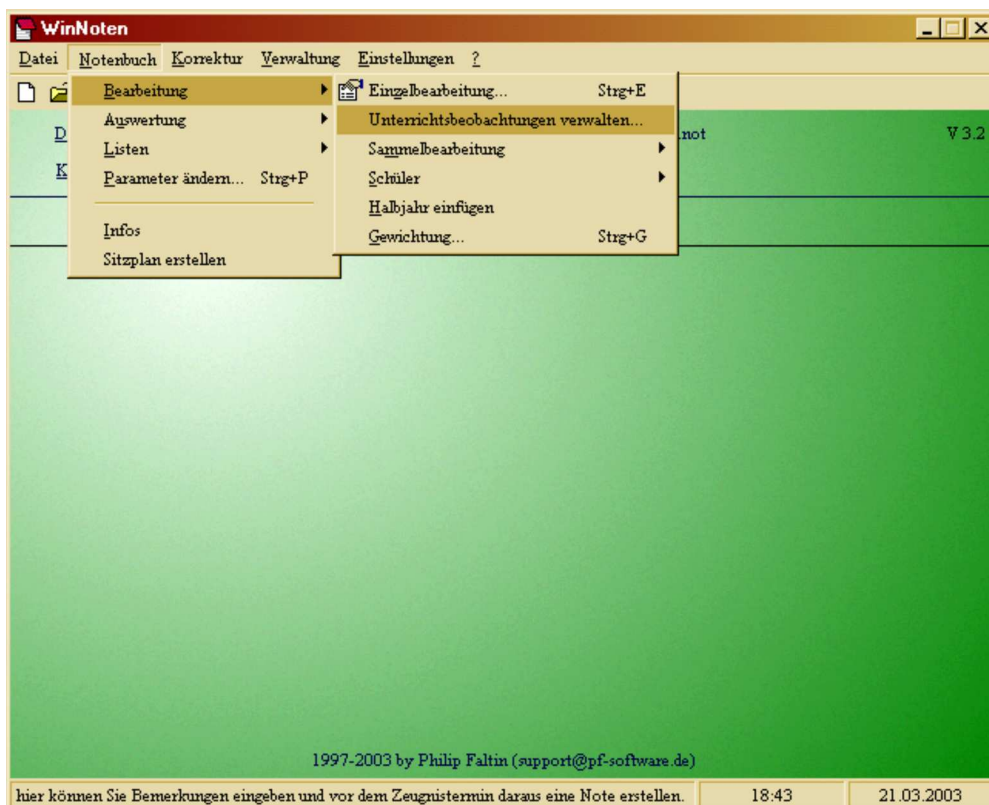 WinNoten
Datei Notenbuch Korrektur Verwaltung Einstellungen ?
Bearbeitung
Auswertung
Listen
Parameter ändern... Strg+P
Infos
Sitzplan erstellen
Einzelbearbeitung... Strg+E
Unterrichtsbeobachtungen verwalten...
Sammelbearbeitung
Schüler
Halbjahr einfügen
Gewichtung... Strg+G
D
.not
V 3.2
K
1997-2003 by Philip Faltin (support@pf-software.de)
hier können Sie Bemerkungen eingeben und vor dem Zeugnistermin daraus eine Note erstellen. 18:43 21.03.2003